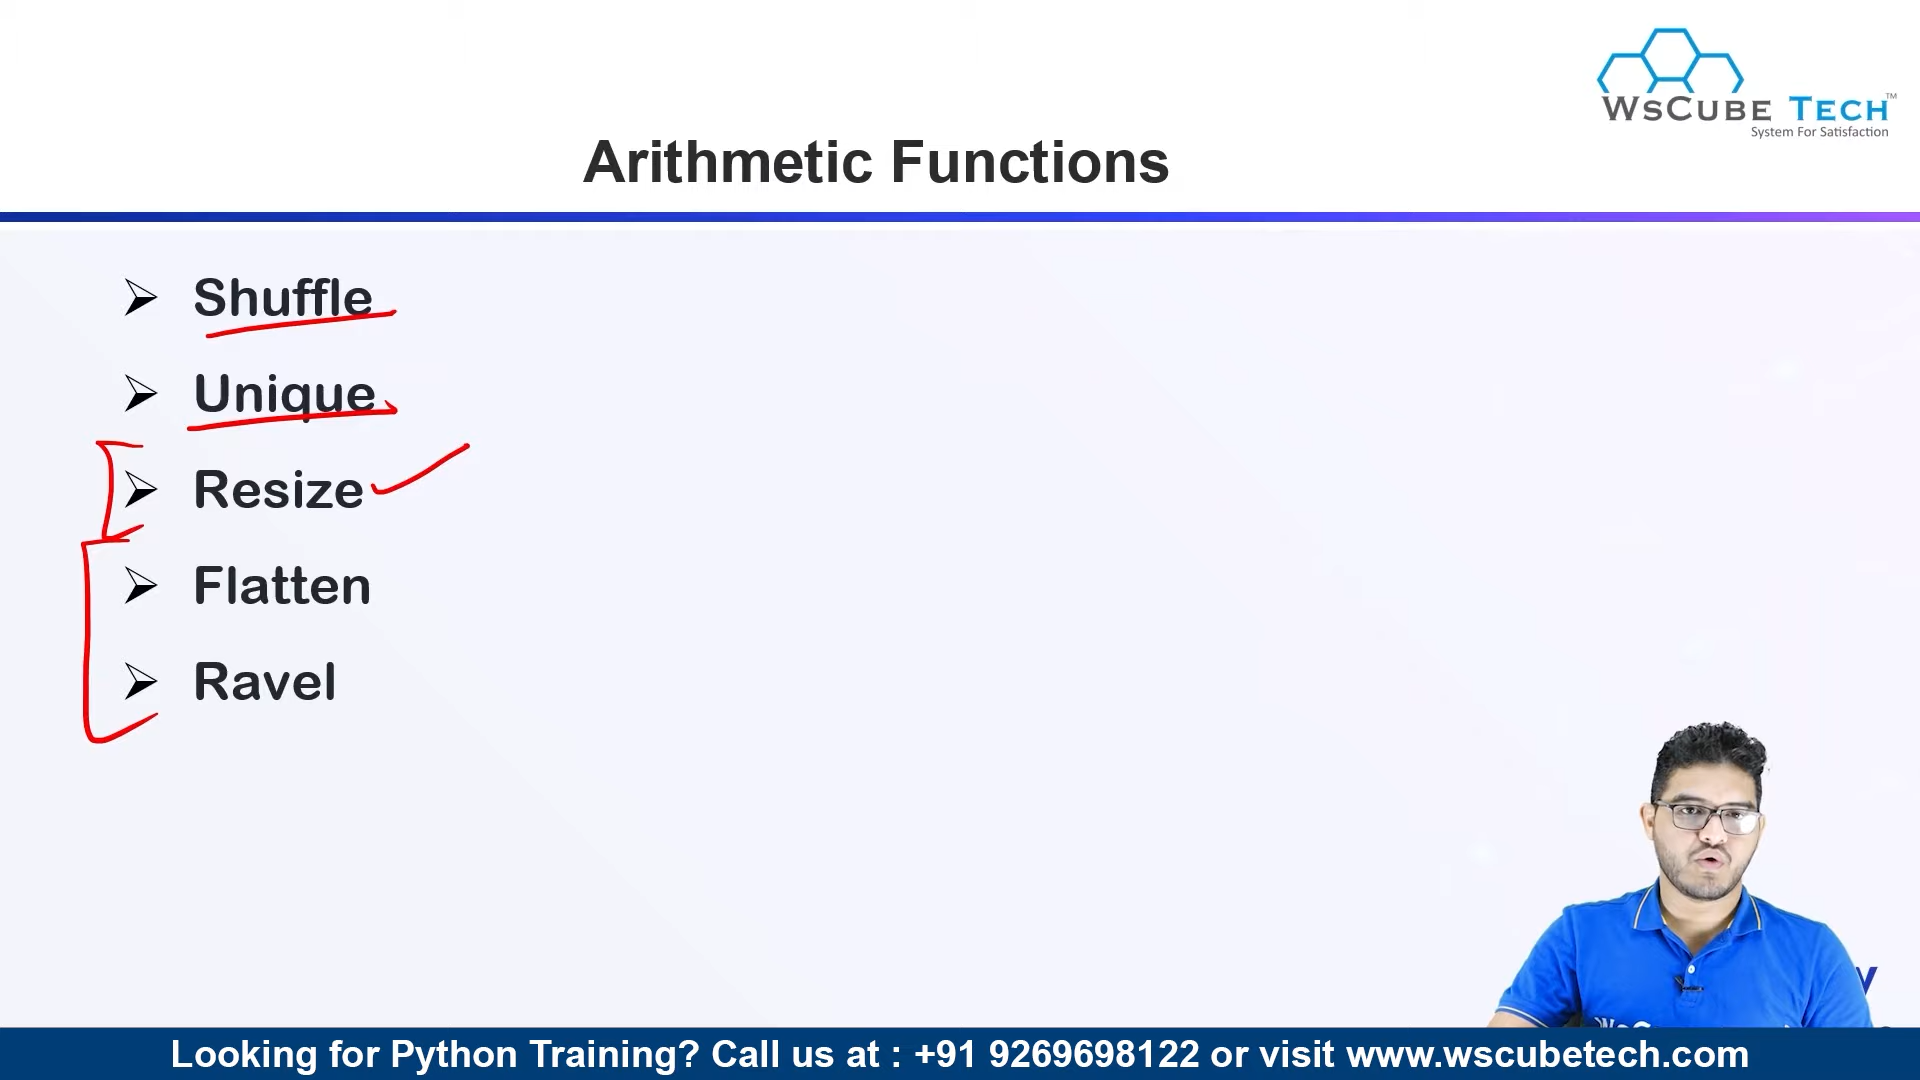 WsCube Tech™
System For Satisfaction
Arithmetic Functions
Shuffle
Unique
Resize
Flatten
Ravel
Looking for Python Training? Call us at : +91 9269698122 or visit www.wscubetech.com